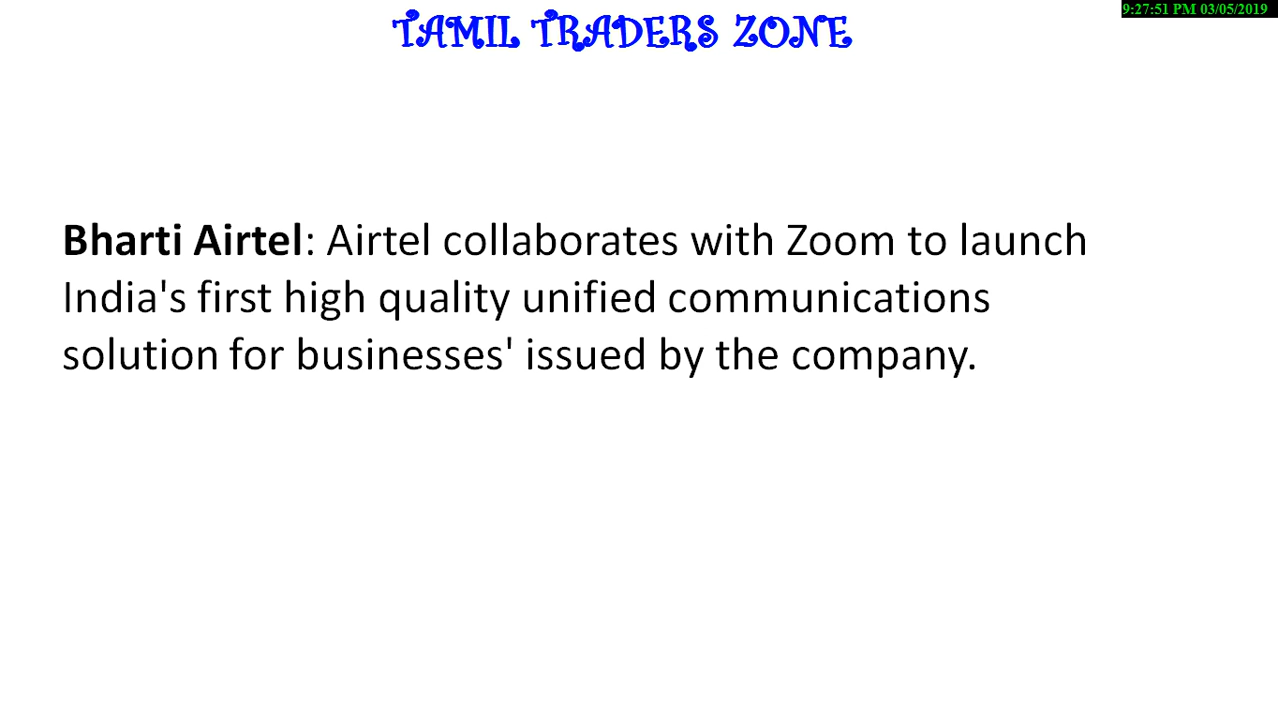 TAMIL TRADERS ZONE
9:27:51 PM 03/05/2019
Bharti Airtel: Airtel collaborates with Zoom to launch
India's first high quality unified communications
solution for businesses' issued by the company.